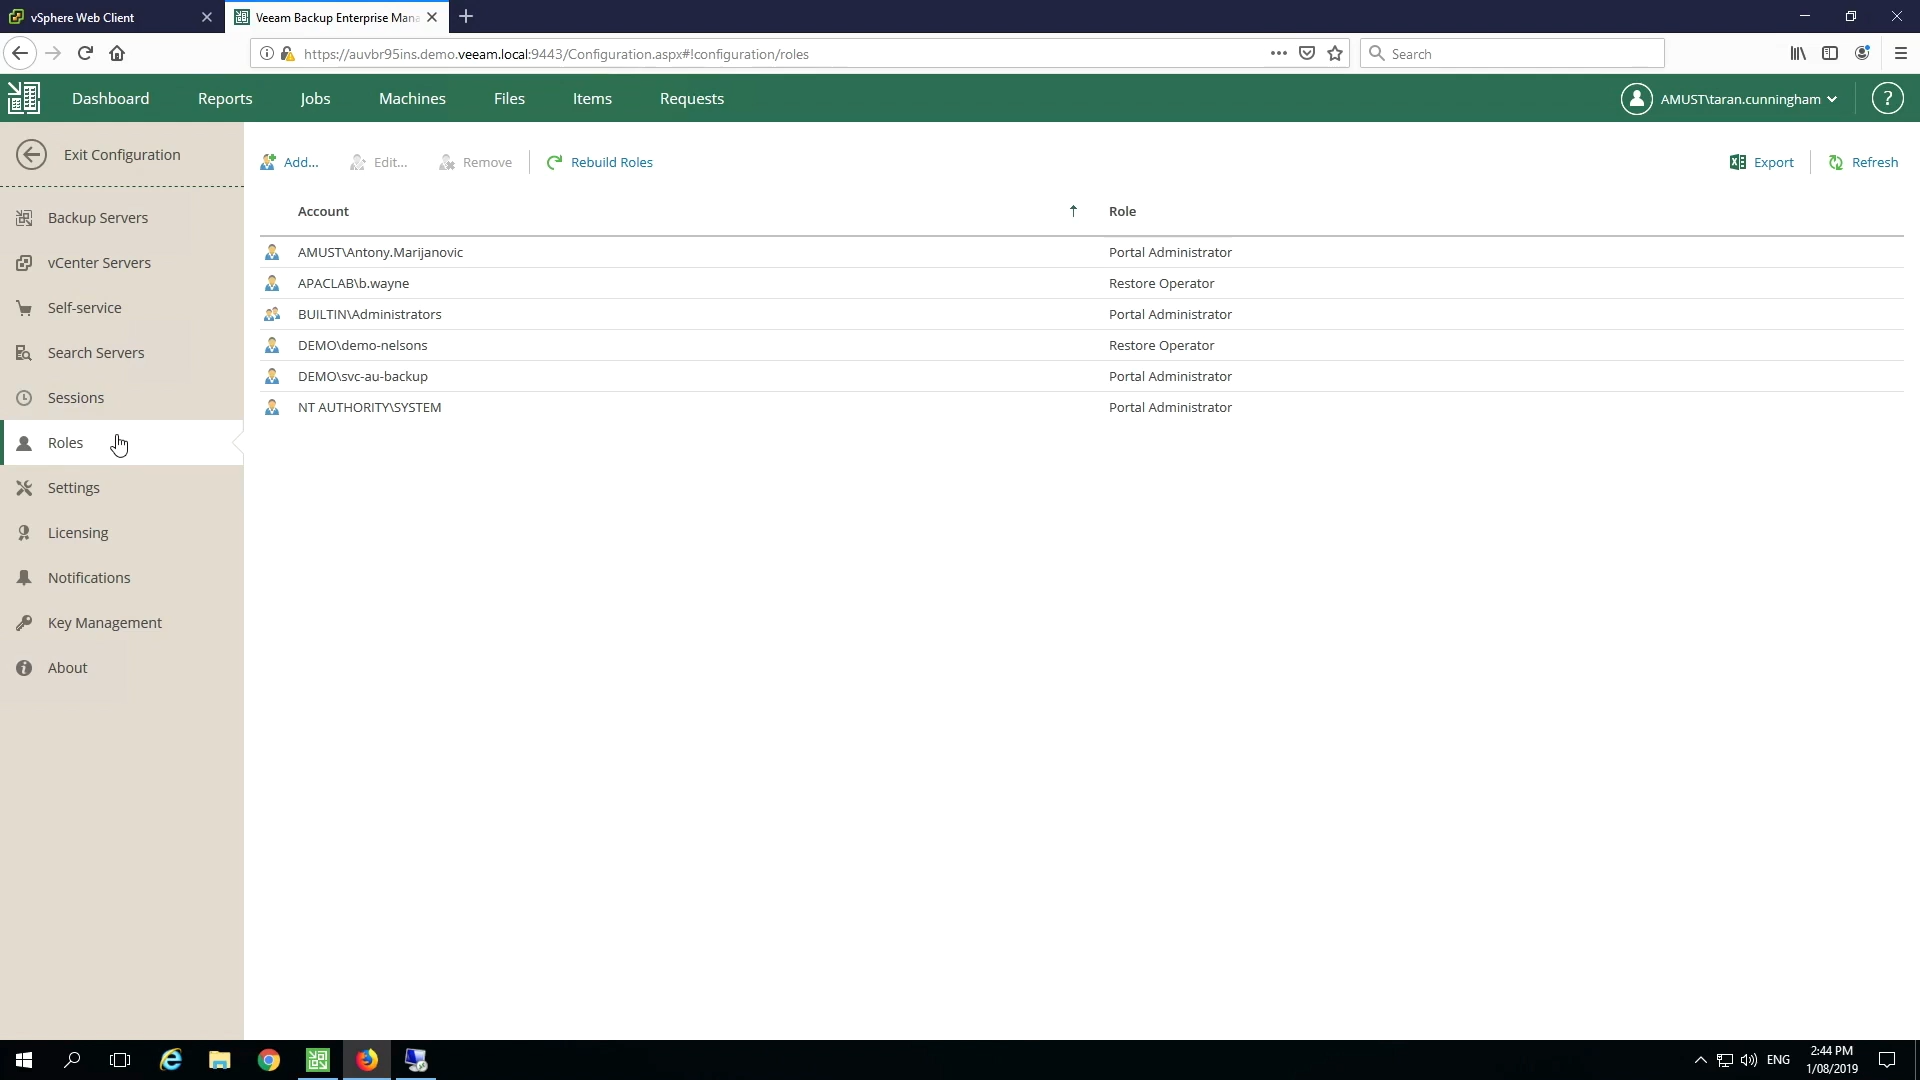 vSphere Web Client
Veeam Backup Enterprise Mana
https://auvbr95ins.demo.veeam.local:9443/Configuration.aspx#!configuration/roles
Search
Dashboard
Reports
Jobs
Machines
Files
Items
Requests
AMUST\taran.cunningham
?
Exit Configuration
Backup Servers
vCenter Servers
Self-service
Search Servers
Sessions
Roles
Settings
Licensing
Notifications
Key Management
About
Add...
Edit...
Remove
Rebuild Roles
Export
Refresh
Account Role
AMUST\Antony.Marijanovic Portal Administrator
APACLAB\b.wayne Restore Operator
BUILTIN\Administrators Portal Administrator
DEMO\demo-nelsons Restore Operator
DEMO\svc-au-backup Portal Administrator
NT AUTHORITY\SYSTEM Portal Administrator
ENG
2:44 PM
1/08/2019